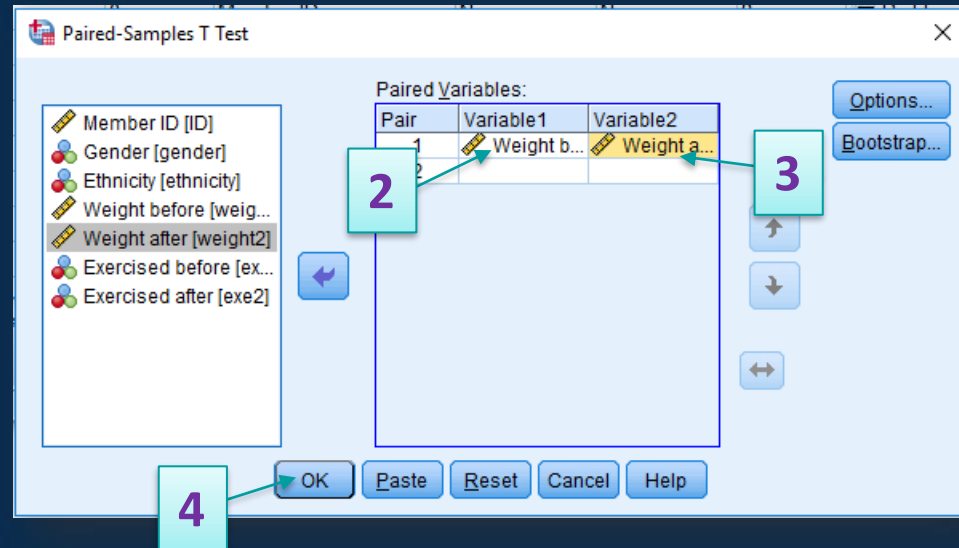 Paired-Samples T Test
Paired Variables:
Member ID [ID]
Gender [gender]
Ethnicity [ethnicity]
Weight before [weig...
Weight after [weight2]
Exercised before [ex...
Exercised after [exe2]
Pair Variable1 Variable2
1 Weight b... Weight a...
2
2
3
Options...
Bootstrap...
OK Paste Reset Cancel Help
4